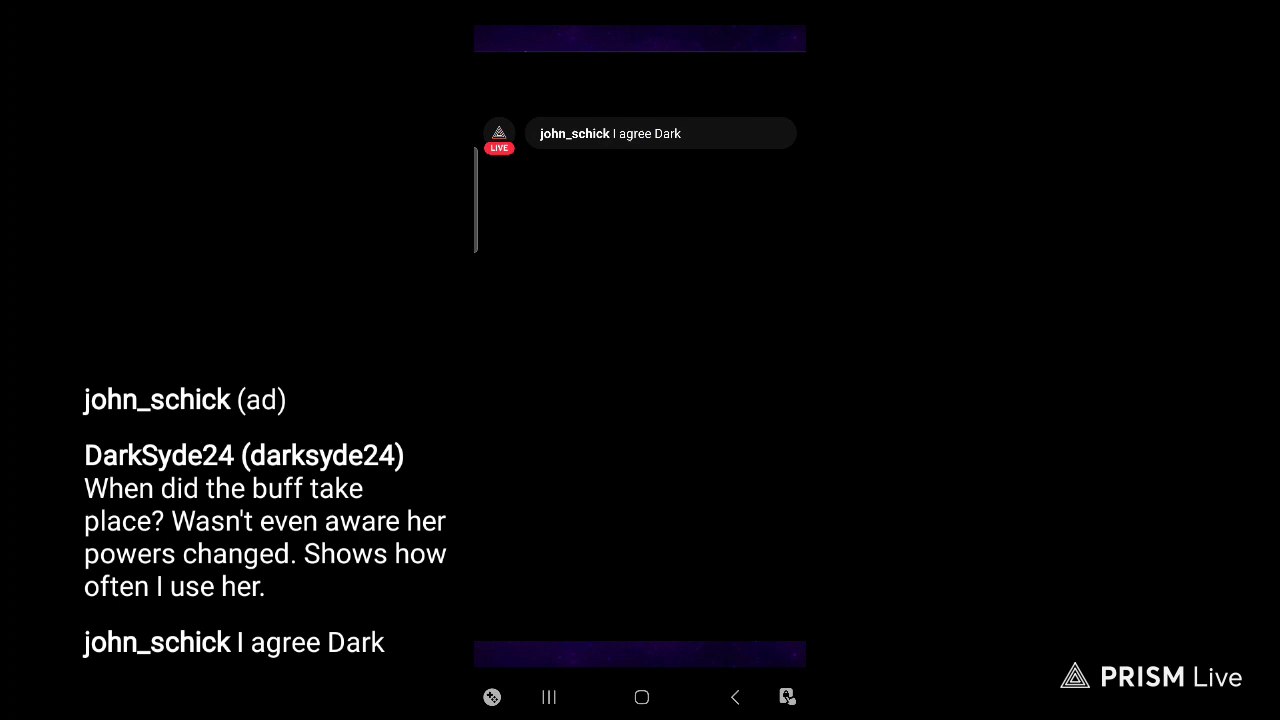 john_schick I agree Dark
LIVE
john_schick (ad)
DarkSyde24 (darksyde24)
When did the buff take
place? Wasn't even aware her
powers changed. Shows how
often I use her.
john_schick I agree Dark
PRISM Live